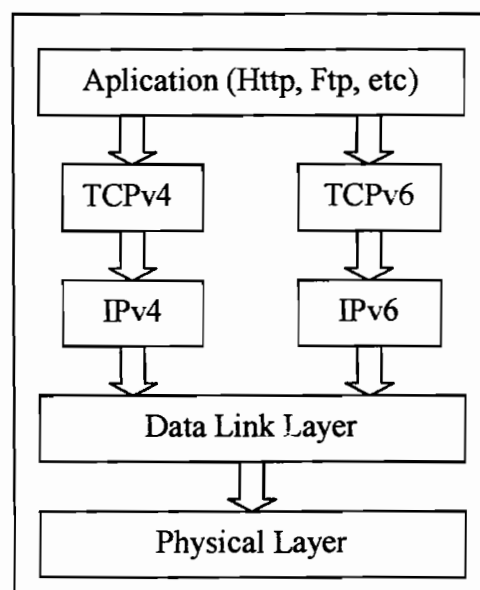 Aplication (Http, Ftp, etc)
TCPv4 TCPv6
IPv4 IPv6
Data Link Layer
Physical Layer